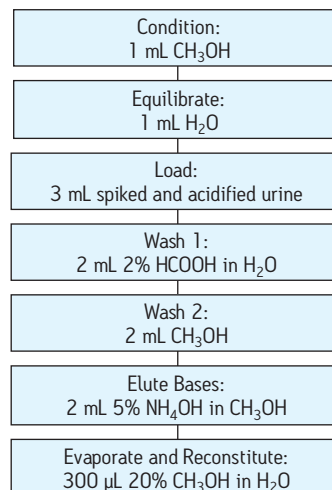 Condition:
1 mL CH₃OH
Equilibrate:
1 mL H₂O
Load:
3 mL spiked and acidified urine
Wash 1:
2 mL 2% HCOOH in H₂O
Wash 2:
2 mL CH₃OH
Elute Bases:
2 mL 5% NH₄OH in CH₃OH
Evaporate and Reconstitute:
300 µL 20% CH₃OH in H₂O